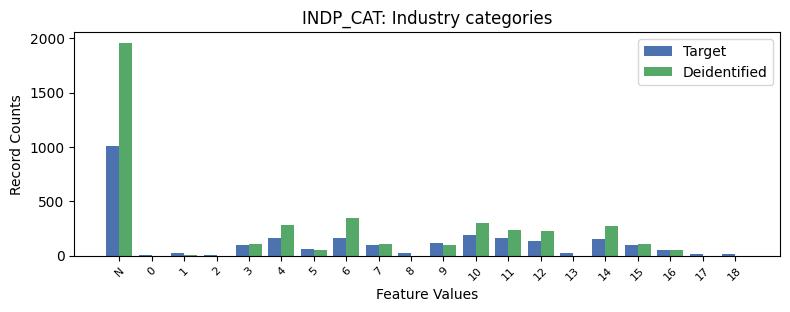 INDP_CAT: Industry categories
Target
Deidentified
Record Counts
2000
1500
1000
500
0
N 0 1 2 3 4 5 6 7 8 9 10 11 12 13 14 15 16 17 18
Feature Values